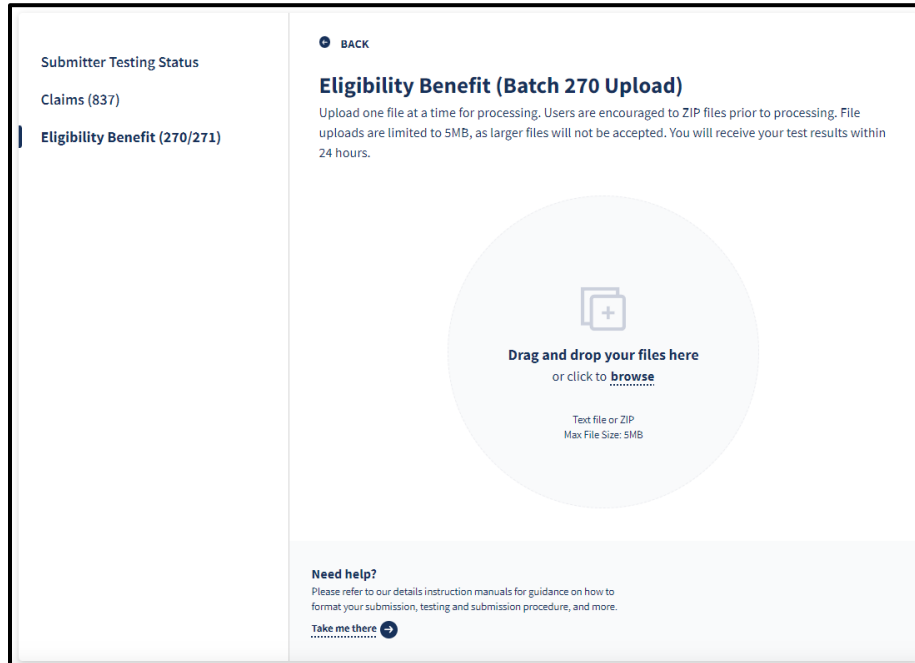 Submitter Testing Status
Claims (837)
Eligibility Benefit (270/271)
BACK
Eligibility Benefit (Batch 270 Upload)
Upload one file at a time for processing. Users are encouraged to ZIP files prior to processing. File
uploads are limited to 5MB, as larger files will not be accepted. You will receive your test results within
24 hours.
Drag and drop your files here
or click to browse
Text file or ZIP
Max File Size: 5MB
Need help?
Please refer to our details instruction manuals for guidance on how to
format your submission, testing and submission procedure, and more.
Take me there